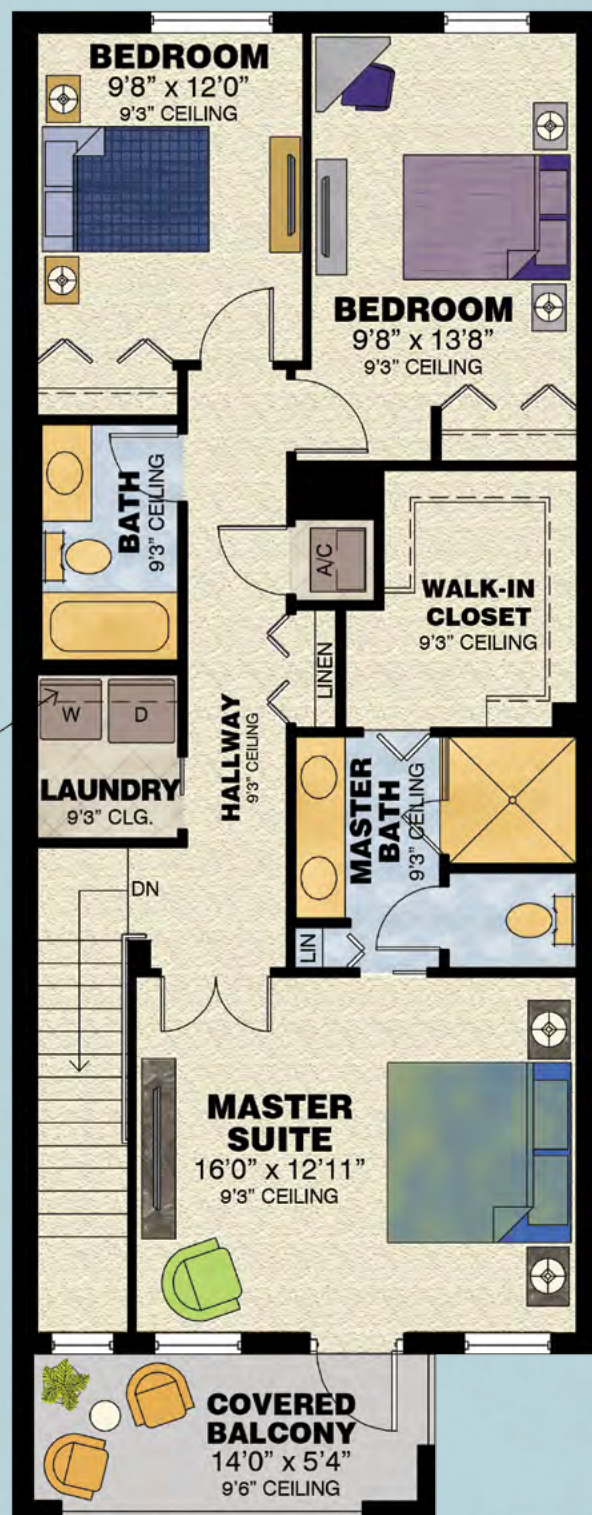 BEDROOM
9’8” x 12’0”
9’3” CEILING
BEDROOM
9’8” x 13’8”
9’3” CEILING
BATH
9’3” CEILING
A/C
WALK-IN
CLOSET
9’3” CEILING
LINEN
HALLWAY
9’3” CEILING
W
D
LAUNDRY
9’3” CLG.
MASTER
BATH
9’3” CEILING
DN
LIN
MASTER
SUITE
16’0” x 12’11”
9’3” CEILING
COVERED
BALCONY
14’0” x 5’4”
9’6” CEILING